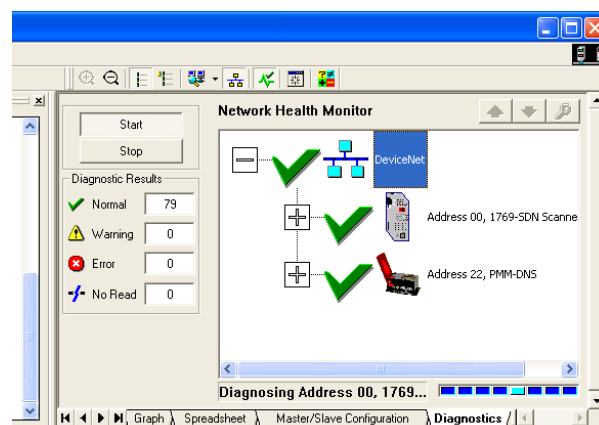 Network Health Monitor
Start
Stop
Diagnostic Results
Normal 79
Warning 0
Error 0
No Read 0
DeviceNet
Address 00, 1769-SDN Scanne
Address 22, PMM-DNS
Diagnosing Address 00, 1769...
Graph Spreadsheet Master/Slave Configuration Diagnostics